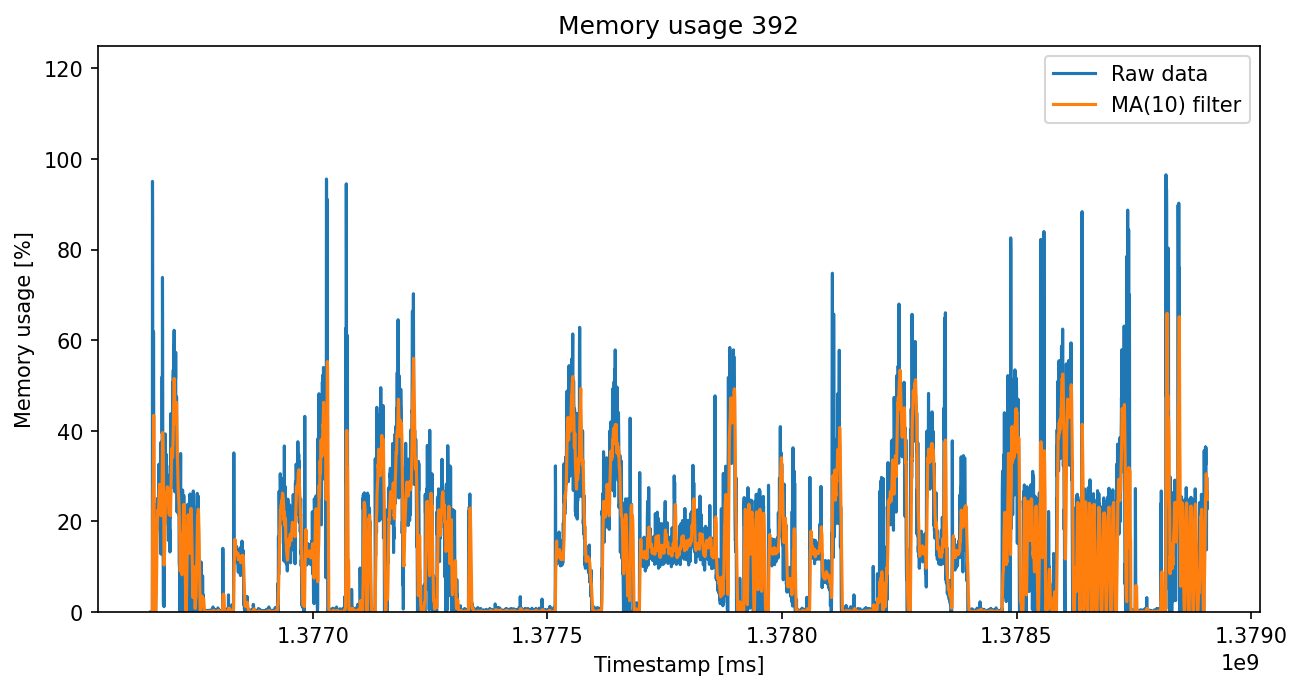 Memory usage 392
Raw data
MA(10) filter
Memory usage [%]
120
100
80
60
40
20
0
1.3770 1.3775 1.3780 1.3785 1.3790
1e9
Timestamp [ms]